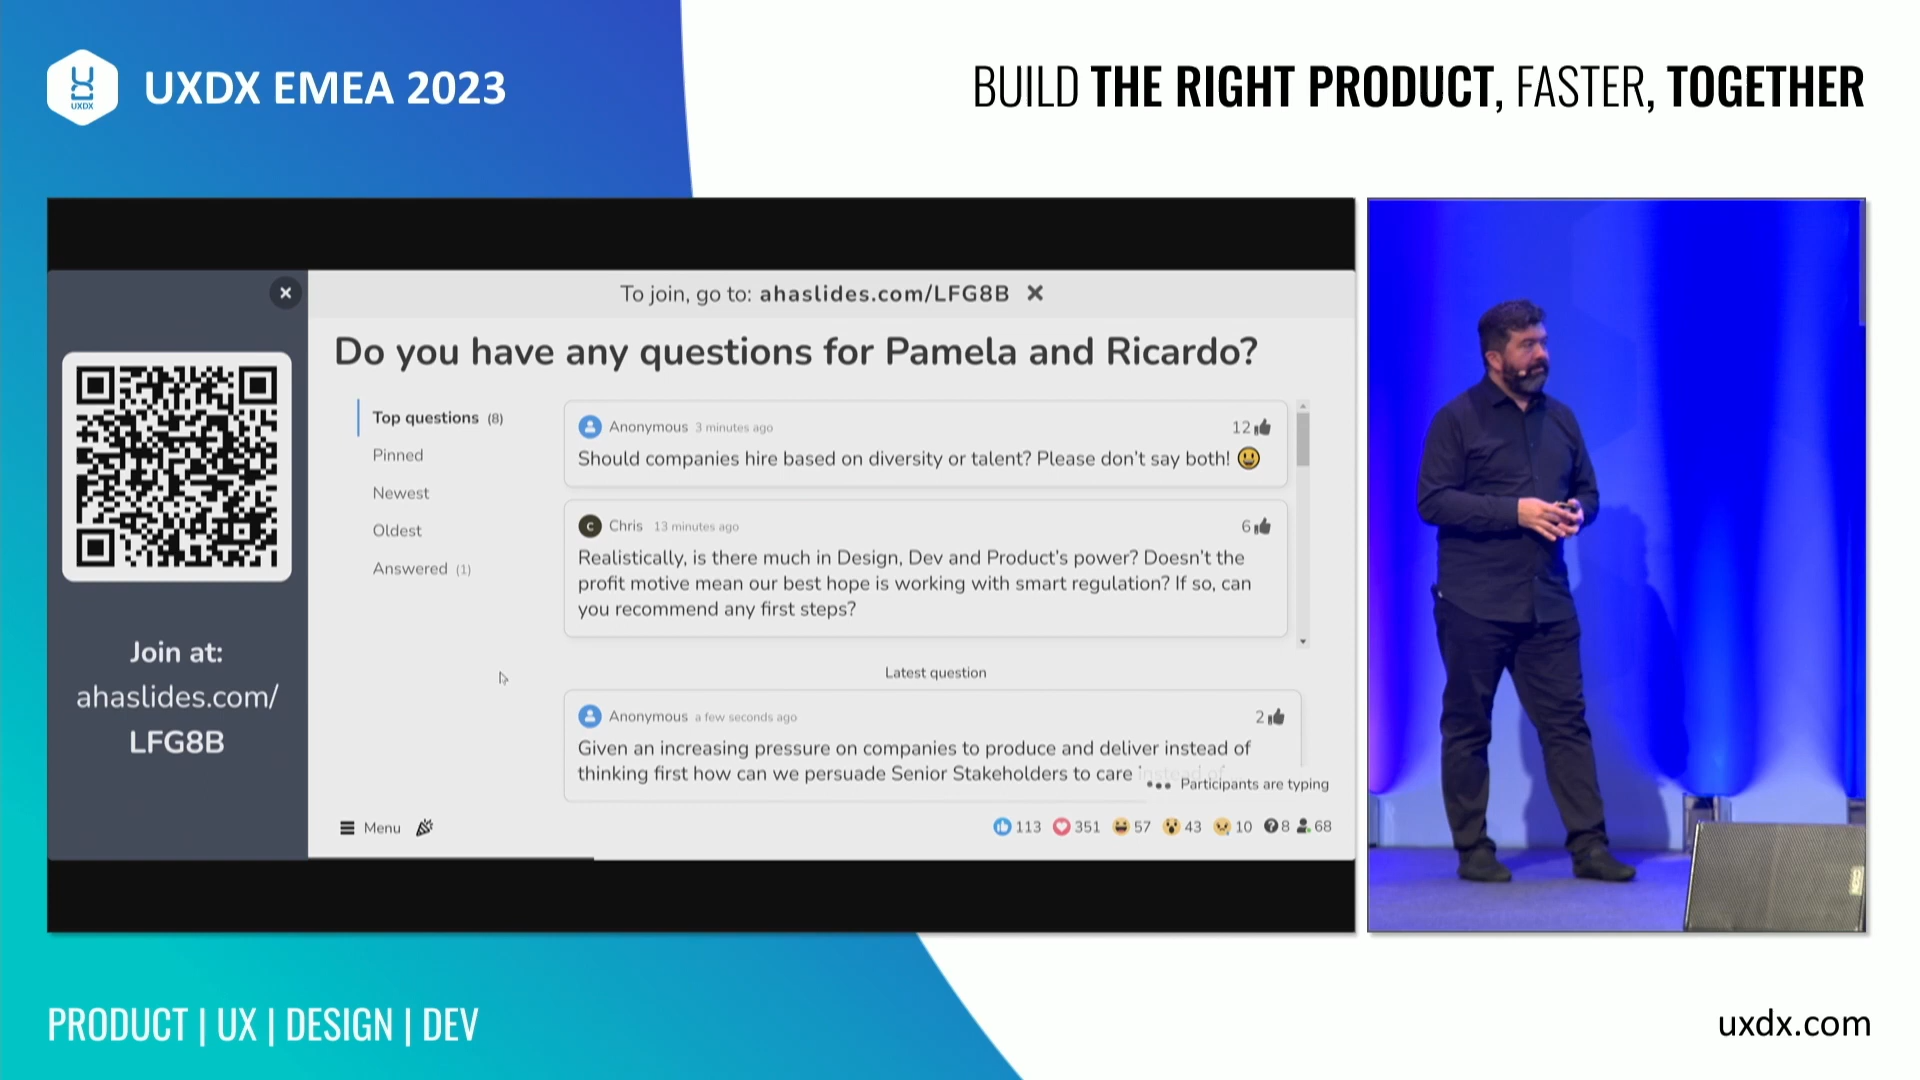 UXDX
UXDX EMEA 2023
BUILD THE RIGHT PRODUCT, FASTER, TOGETHER
To join, go to: ahaslides.com/LFG8B
Do you have any questions for Pamela and Ricardo?
Top questions (8)
Pinned
Newest
Oldest
Answered (1)
Anonymous 3 minutes ago 12
Should companies hire based on diversity or talent? Please don't say both! 😀
C Chris 13 minutes ago 6
Realistically, is there much in Design, Dev and Product's power? Doesn't the
profit motive mean our best hope is working with smart regulation? If so, can
you recommend any first steps?
Latest question
Anonymous a few seconds ago 2
Given an increasing pressure on companies to produce and deliver instead of
thinking first how can we persuade Senior Stakeholders to care instead of
Participants are typing
Join at:
ahaslides.com/
LFG8B
Menu
113 351 57 43 10 8 68
PRODUCT | UX | DESIGN | DEV
uxdx.com